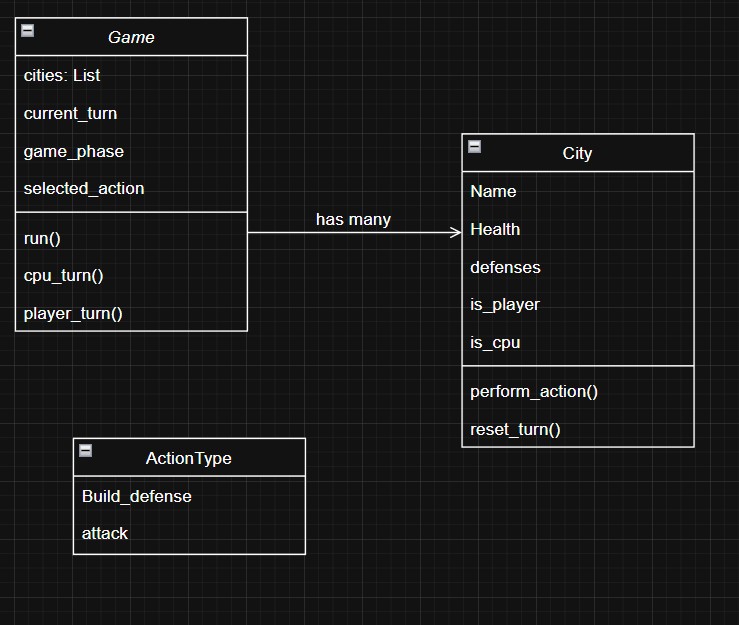 Game
cities: List
current_turn
game_phase
selected_action
run()
cpu_turn()
player_turn()
has many
City
Name
Health
defenses
is_player
is_cpu
perform_action()
reset_turn()
ActionType
Build_defense
attack